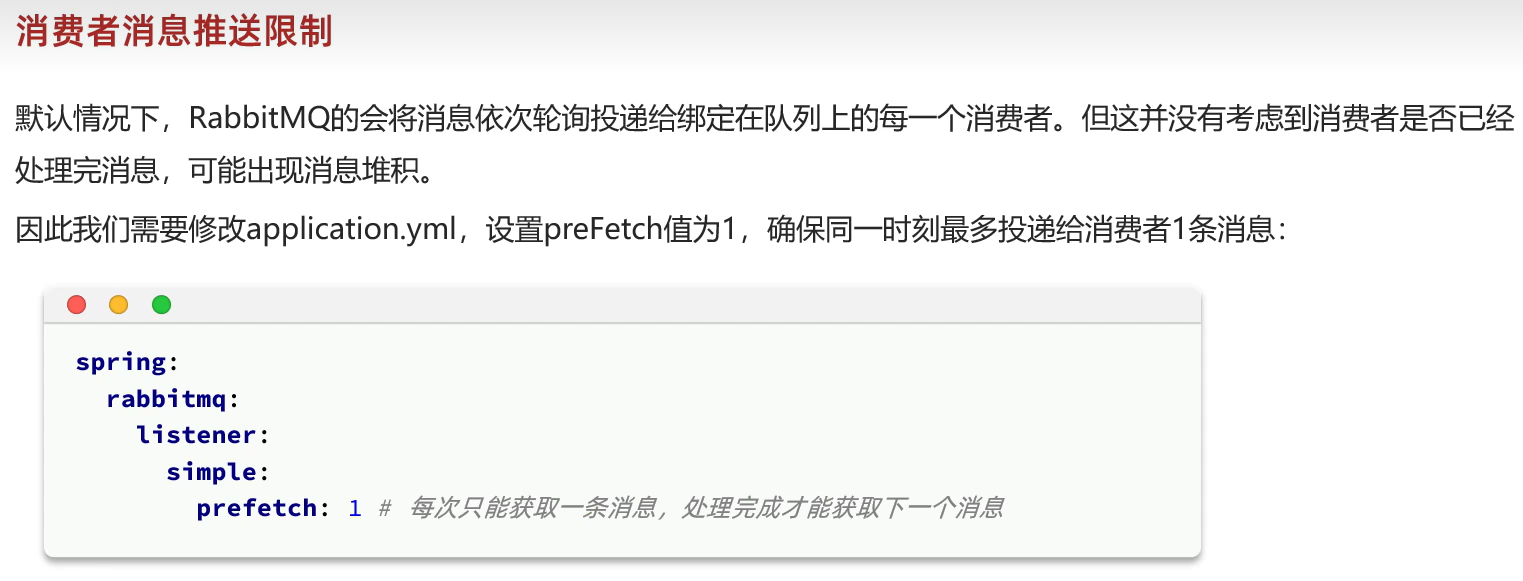 消费者消息推送限制
默认情况下，RabbitMQ的会将消息依次轮询投递给绑定在队列上的每一个消费者。但这并没有考虑到消费者是否已经
处理完消息，可能出现消息堆积。
因此我们需要修改application.yml，设置preFetch值为1，确保同一时刻最多投递给消费者1条消息：
spring:
  rabbitmq:
    listener:
      simple:
        prefetch: 1 # 每次只能获取一条消息，处理完成才能获取下一个消息